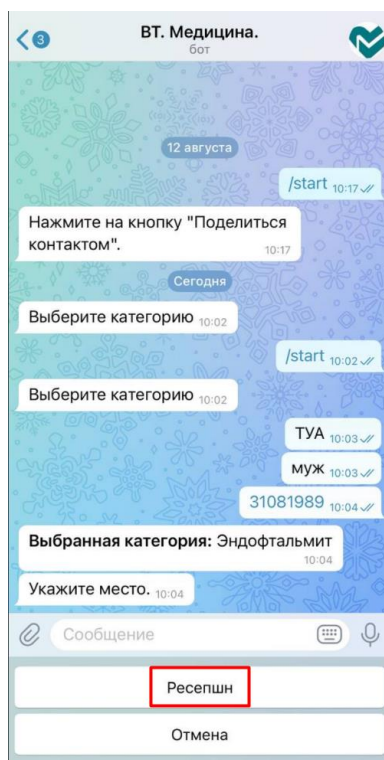 3
ВТ. Медицина.
бот
12 августа
/start 10:17
Нажмите на кнопку "Поделиться
контактом". 10:17
Сегодня
Выберите категорию 10:02
/start 10:02
Выберите категорию 10:02
ТУА 10:03
муж 10:03
31081989 10:04
Выбранная категория: Эндофтальмит
10:04
Укажите место. 10:04
Сообщение
Ресепшн
Отмена